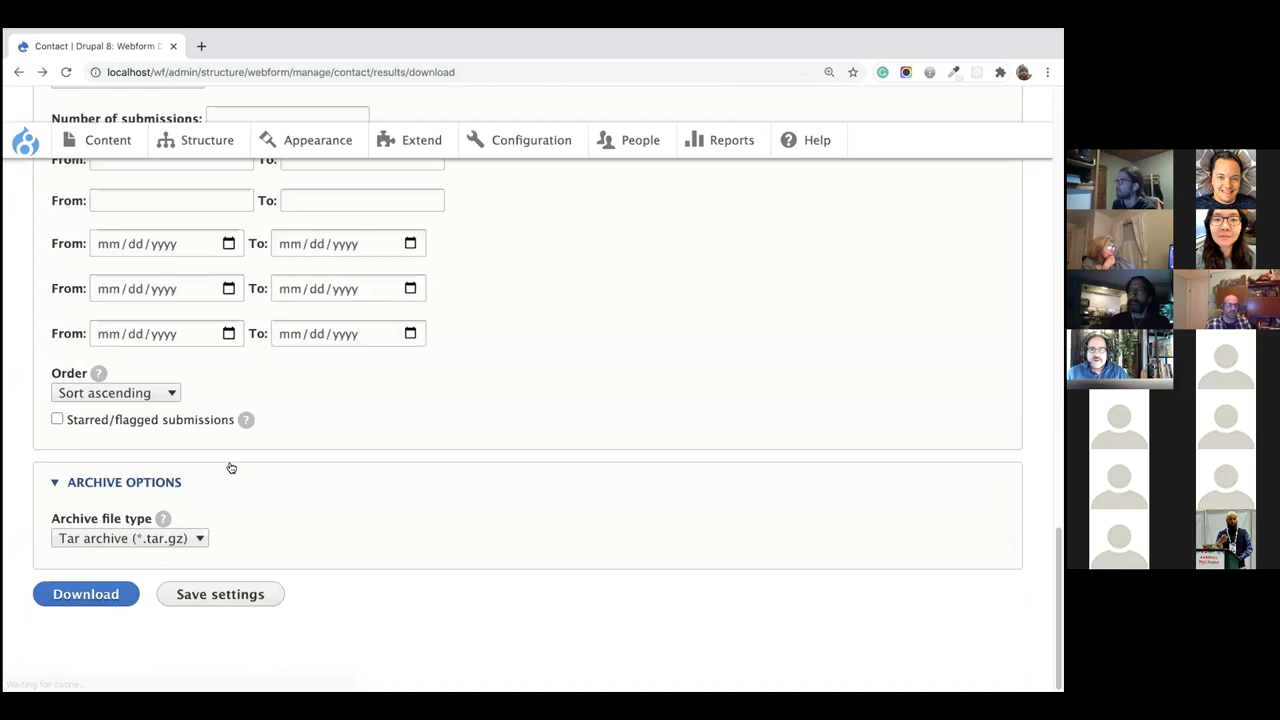 Contact | Drupal 8: Webform D
localhost/wf/admin/structure/webform/manage/contact/results/download
Number of submissions:
Content Structure Appearance Extend Configuration People Reports Help
From: To:
From: To:
From: mm/dd/yyyy To: mm/dd/yyyy
From: mm/dd/yyyy To: mm/dd/yyyy
From: mm/dd/yyyy To: mm/dd/yyyy
Order ?
Sort ascending
Starred/flagged submissions ?
ARCHIVE OPTIONS
Archive file type ?
Tar archive (*.tar.gz)
Download Save settings
Waiting for cache...